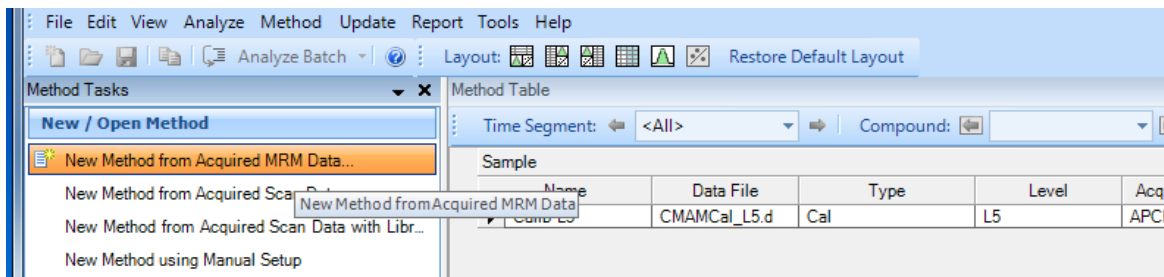 File Edit View Analyze Method Update Report Tools Help
Analyze Batch Layout: Restore Default Layout
Method Tasks
Method Table
New / Open Method
Time Segment: <All> Compound:
New Method from Acquired MRM Data...
Sample
New Method from Acquired Scan
New Method from Acquired MRM Data
Name Data File Type Level Acq
CMAMCal_L5.d Cal L5 APCI
New Method from Acquired Scan Data with Libr...
New Method using Manual Setup